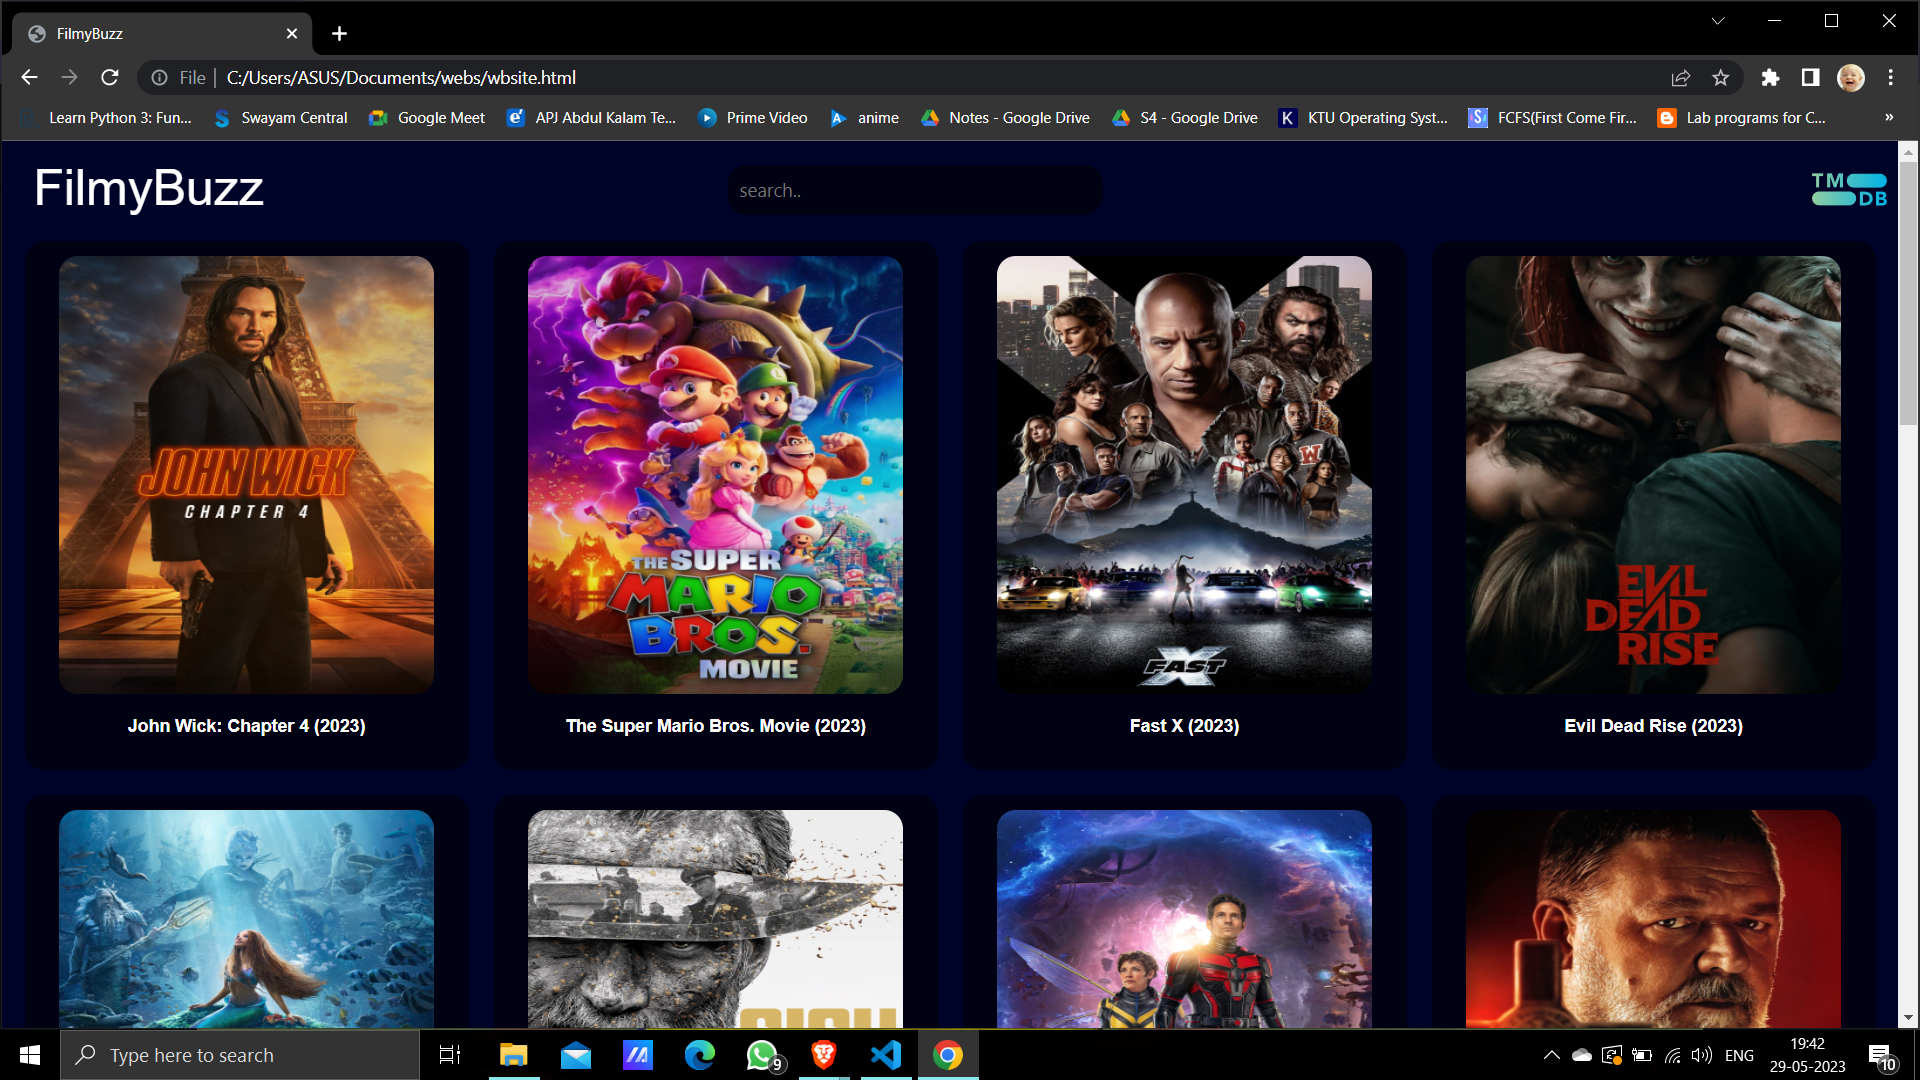 FilmyBuzz
File
C:/Users/ASUS/Documents/webs/wbsite.html
Learn Python 3: Fun...
Swayam Central
Google Meet
APJ Abdul Kalam Te...
Prime Video
anime
Notes - Google Drive
S4 - Google Drive
K
KTU Operating Syst...
FCFS(First Come Fir...
Lab programs for C...
»
FilmyBuzz
search..
TM
DB
JOHN WICK
CHAPTER 4
THE SUPER
MARIO
BROS.
MOVIE
W
FAST
X
EVIL
DEAD
RISE
John Wick: Chapter 4 (2023)
The Super Mario Bros. Movie (2023)
Fast X (2023)
Evil Dead Rise (2023)
Type here to search
9
ENG
19:42
29-05-2023
10